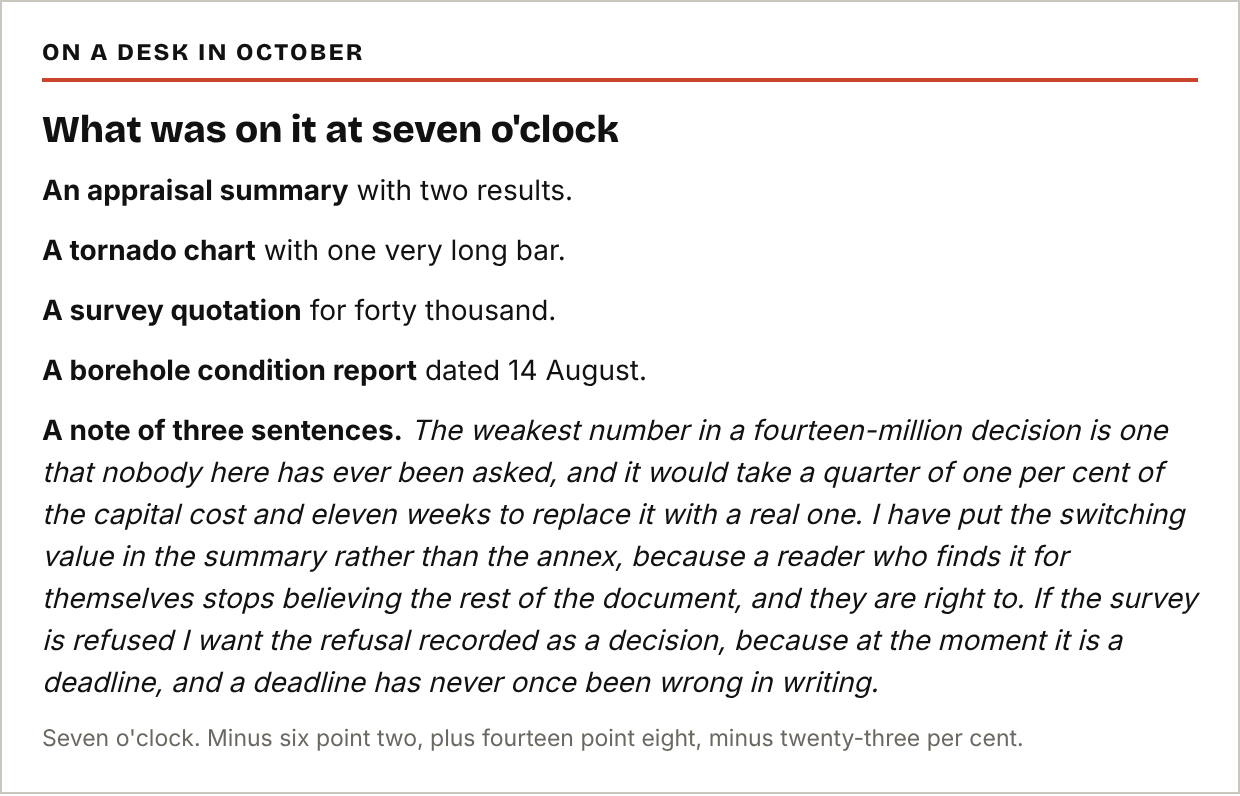 ON A DESK IN OCTOBER
What was on it at seven o'clock
An appraisal summary with two results.
A tornado chart with one very long bar.
A survey quotation for forty thousand.
A borehole condition report dated 14 August.
A note of three sentences. The weakest number in a fourteen-million decision is one
that nobody here has ever been asked, and it would take a quarter of one per cent of
the capital cost and eleven weeks to replace it with a real one. I have put the switching
value in the summary rather than the annex, because a reader who finds it for
themselves stops believing the rest of the document, and they are right to. If the survey
is refused I want the refusal recorded as a decision, because at the moment it is a
deadline, and a deadline has never once been wrong in writing.
Seven o'clock. Minus six point two, plus fourteen point eight, minus twenty-three per cent.